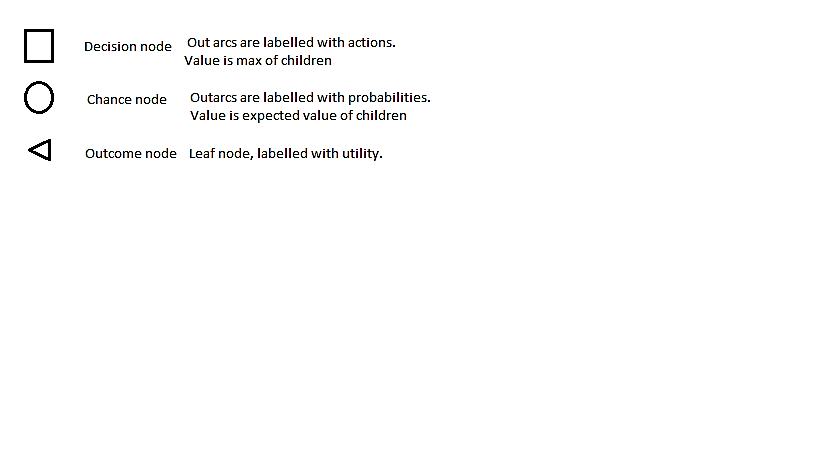 Decision node Out arcs are labelled with actions.
Value is max of children
Chance node Outarcs are labelled with probabilities.
Value is expected value of children
Outcome node Leaf node, labelled with utility.